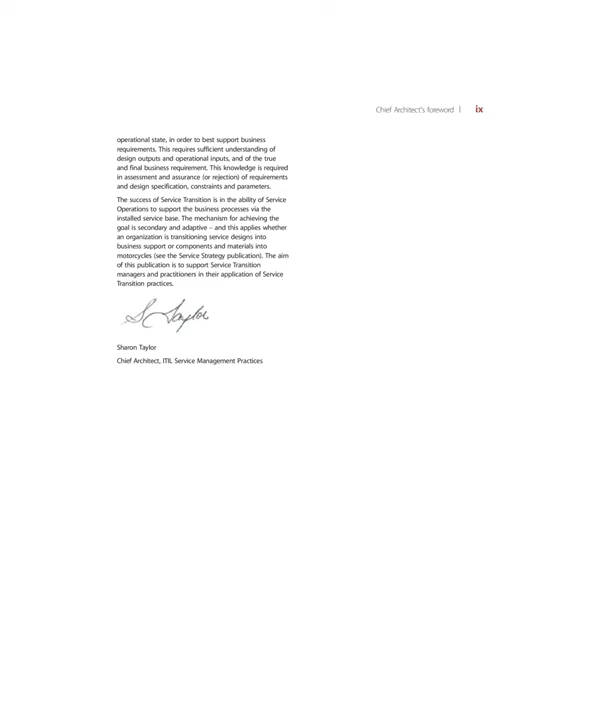 Chief Architect's foreword | ix
operational state, in order to best support business
requirements. This requires sufficient understanding of
design outputs and operational inputs, and of the true
and final business requirement. This knowledge is required
in assessment and assurance (or rejection) of requirements
and design specification, constraints and parameters.
The success of Service Transition is in the ability of Service
Operations to support the business processes via the
installed service base. The mechanism for achieving the
goal is secondary and adaptive – and this applies whether
an organization is transitioning service designs into
business support or components and materials into
motorcycles (see the Service Strategy publication). The aim
of this publication is to support Service Transition
managers and practitioners in their application of Service
Transition practices.
S Taylor
Sharon Taylor
Chief Architect, ITIL Service Management Practices